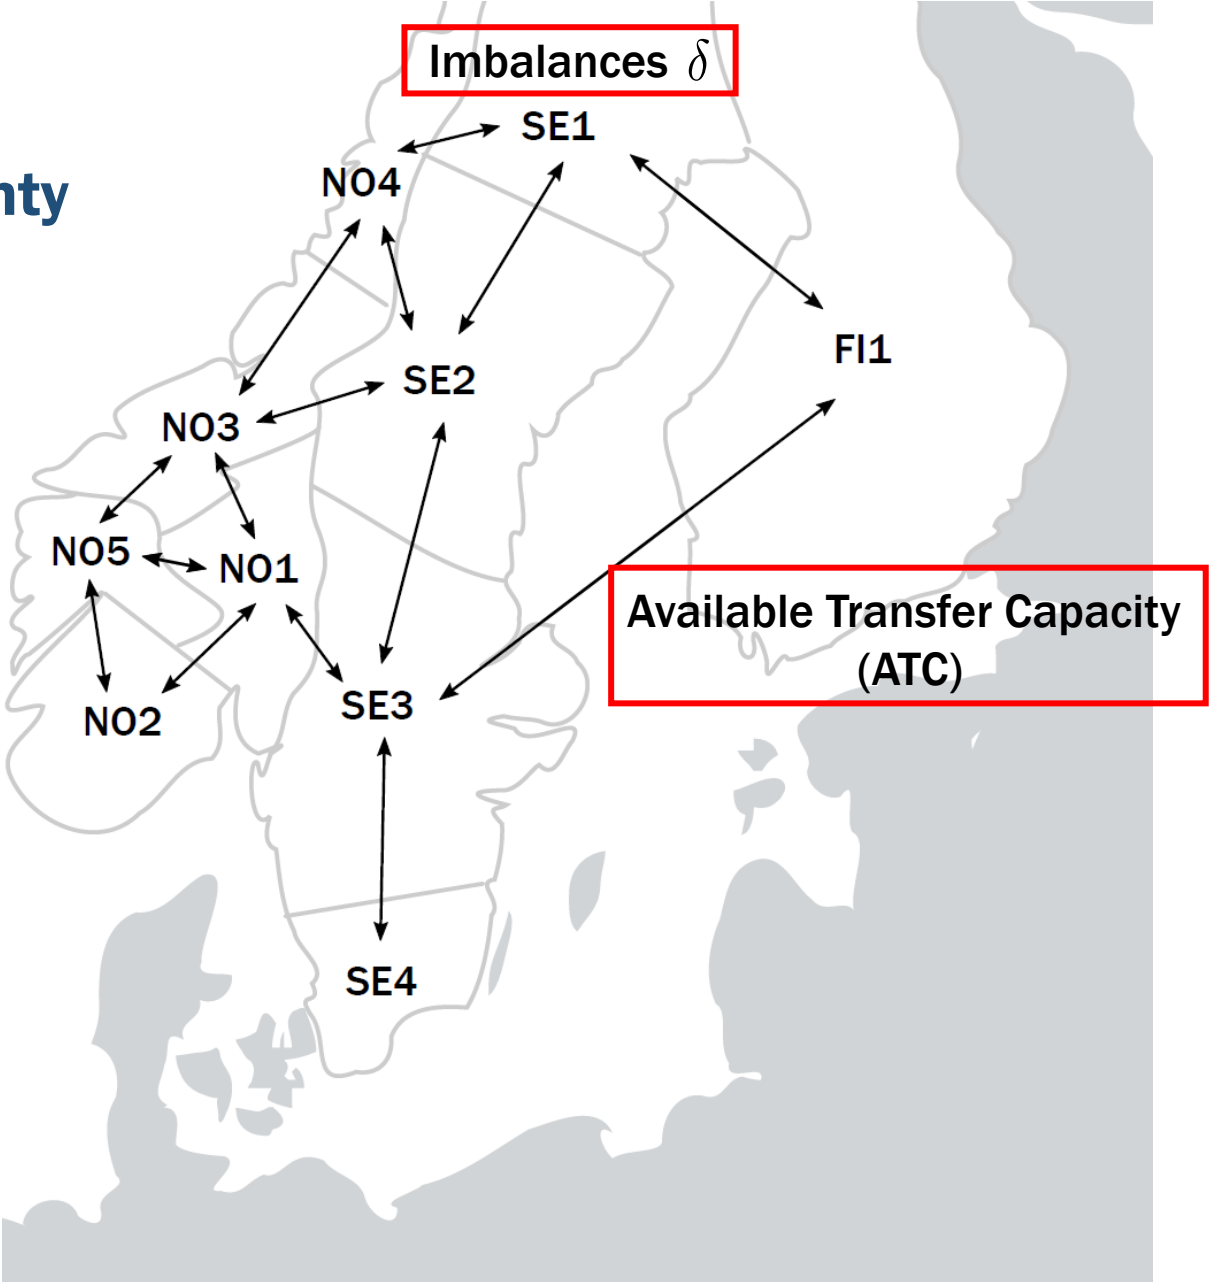 Imbalances δ
SE1
NO4
nty
FI1
SE2
NO3
NO5
NO1
Available Transfer Capacity
(ATC)
SE3
NO2
SE4